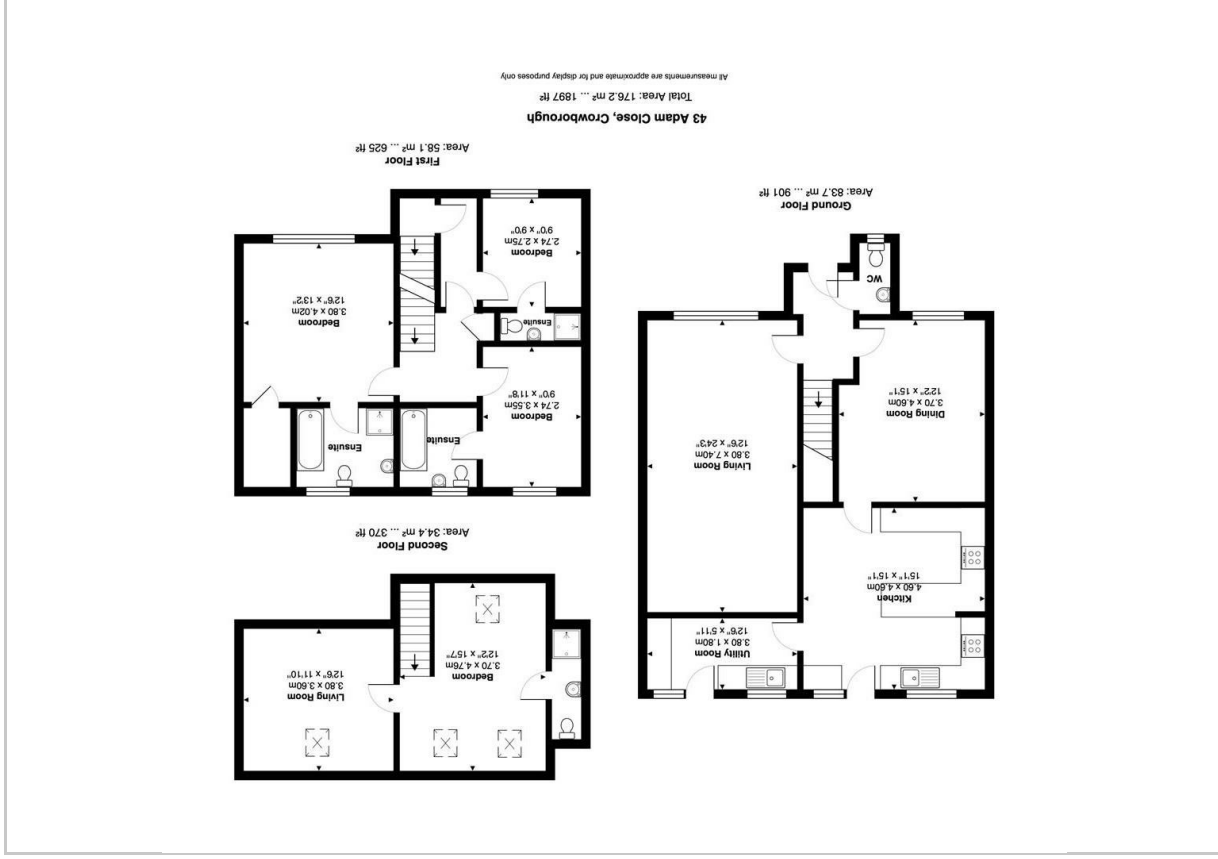 Kitchen
4.60 x 4.60m
15'1" x 15'1"
Utility Room
3.80 x 1.80m
12'6" x 5'11"
Dining Room
3.70 x 4.60m
12'2" x 15'1"
Living Room
3.80 x 7.40m
12'6" x 24'3"
WC
Ground Floor
Area: 83.7 m² ... 901 ft²
Bedroom
3.70 x 4.76m
12'2" x 15'7"
Living Room
3.80 x 3.60m
12'6" x 11'10"
Second Floor
Area: 34.4 m² ... 370 ft²
Bedroom
2.74 x 3.55m
9'0" x 11'8"
Ensuite
Ensuite
Ensuite
Bedroom
3.80 x 4.02m
12'6" x 13'2"
Bedroom
2.74 x 2.75m
9'0" x 9'0"
First Floor
Area: 58.1 m² ... 625 ft²
43 Adam Close, Crowborough
Total Area: 176.2 m² ... 1897 ft²
All measurements are approximate and for display purposes only